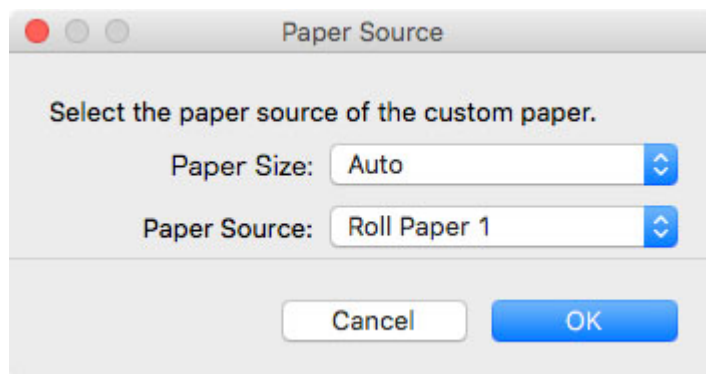 Paper Source
Select the paper source of the custom paper.
Paper Size: Auto
Paper Source: Roll Paper 1
Cancel OK